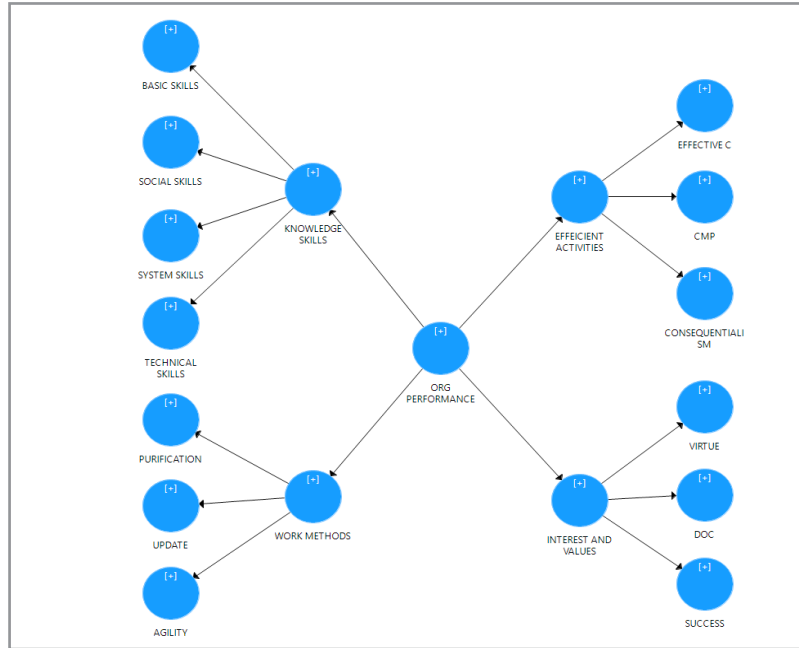 [+]
BASIC SKILLS
[+]
SOCIAL SKILLS
[+]
SYSTEM SKILLS
[+]
TECHNICAL
SKILLS
[+]
PURIFICATION
[+]
UPDATE
[+]
AGILITY
[+]
KNOWLEDGE
SKILLS
[+]
WORK METHODS
[+]
ORG
PERFORMANCE
[+]
EFFEICIENT
ACTIVITIES
[+]
INTEREST AND
VALUES
[+]
EFFECTIVE C
[+]
CMP
[+]
CONSEQUENTIALI
SM
[+]
VIRTUE
[+]
DOC
[+]
SUCCESS